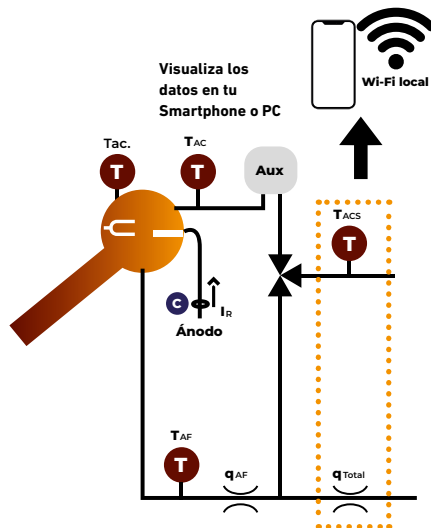 Wi-Fi local
Visualiza los
datos en tu
Smartphone o PC
Tac.
TAC
T
T
Aux
TACS
T
C
IR
Ánodo
TAF
T
qAF
qTotal